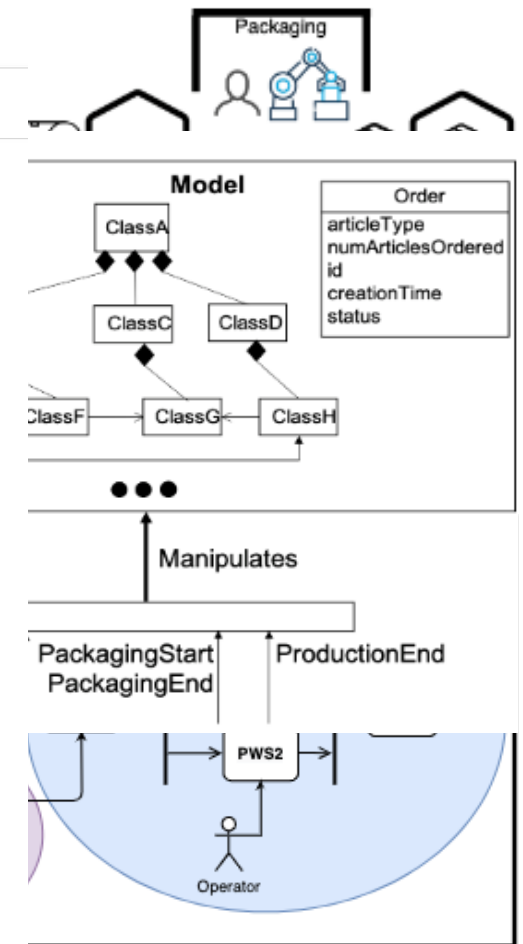 Packaging
Model
Order
articleType
numArticlesOrdered
id
creationTime
status
ClassA
ClassC
ClassD
ClassF
ClassG
ClassH
Manipulates
PackagingStart
PackagingEnd
ProductionEnd
PWS2
Operator